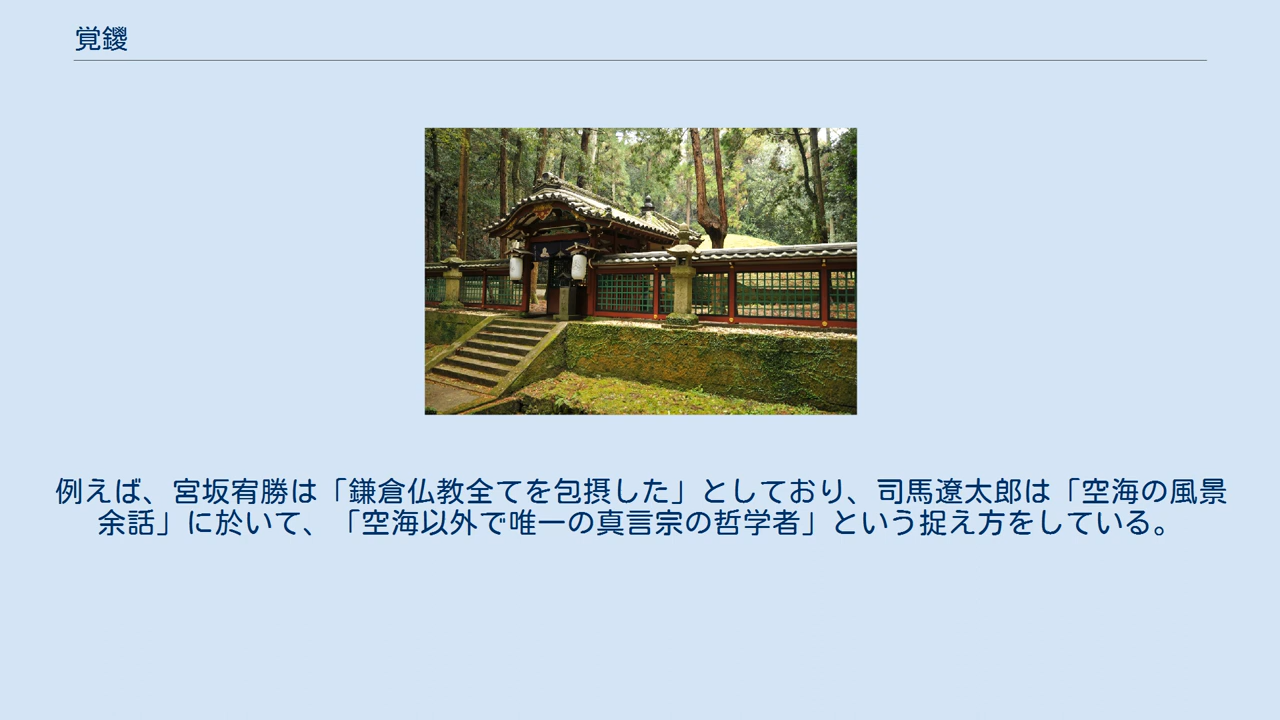 覚鑁
例えば、宮坂宥勝は「鎌倉仏教全てを包摂した」としており、司馬遼太郎は「空海の風景
余話」に於いて、「空海以外で唯一の真言宗の哲学者」という捉え方をしている。